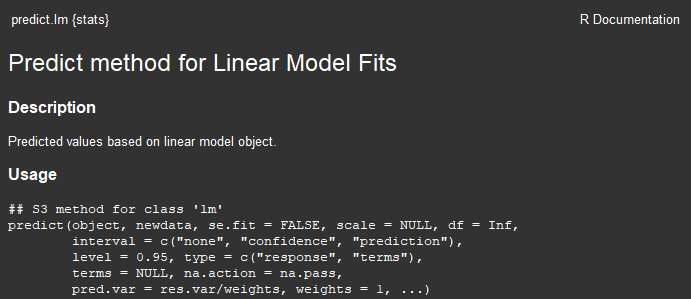 predict.lm {stats} R Documentation
Predict method for Linear Model Fits
Description
Predicted values based on linear model object.
Usage
## S3 method for class 'lm'
predict(object, newdata, se.fit = FALSE, scale = NULL, df = Inf,
        interval = c("none", "confidence", "prediction"),
        level = 0.95, type = c("response", "terms"),
        terms = NULL, na.action = na.pass,
        pred.var = res.var/weights, weights = 1, ...)